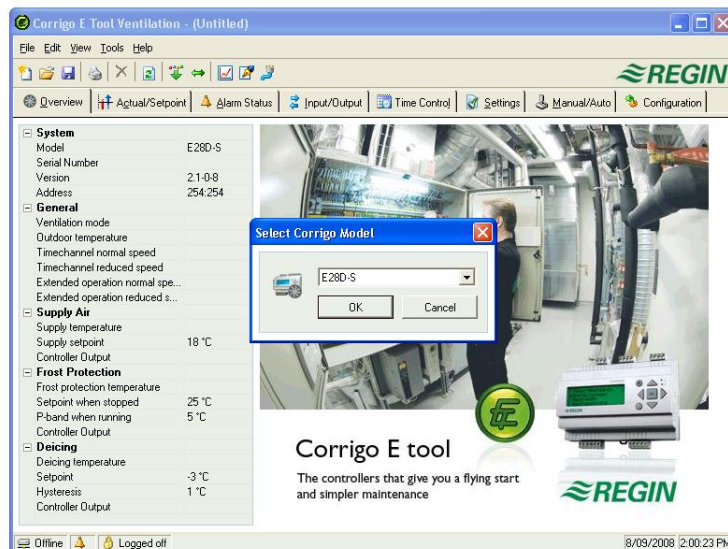 Corrigo E Tool Ventilation - (Untitled)
File Edit View Tools Help
REGIN
Overview Actual/Setpoint Alarm Status Input/Output Time Control Settings Manual/Auto Configuration
System
Model E28D-S
Serial Number
Version 2.1-0-8
Address 254:254
General
Ventilation mode
Outdoor temperature
Timechannel normal speed
Timechannel reduced speed
Extended operation normal spe...
Extended operation reduced s...
Supply Air
Supply temperature
Supply setpoint 18 °C
Controller Output
Frost Protection
Frost protection temperature
Setpoint when stopped 25 °C
P-band when running 5 °C
Controller Output
Deicing
Deicing temperature
Setpoint -3 °C
Hysteresis 1 °C
Controller Output
Select Corrigo Model
E28D-S
OK Cancel
Corrigo E tool
The controllers that give you a flying start
and simpler maintenance
REGIN
Offline Logged off 8/09/2008 2:00:23 PM